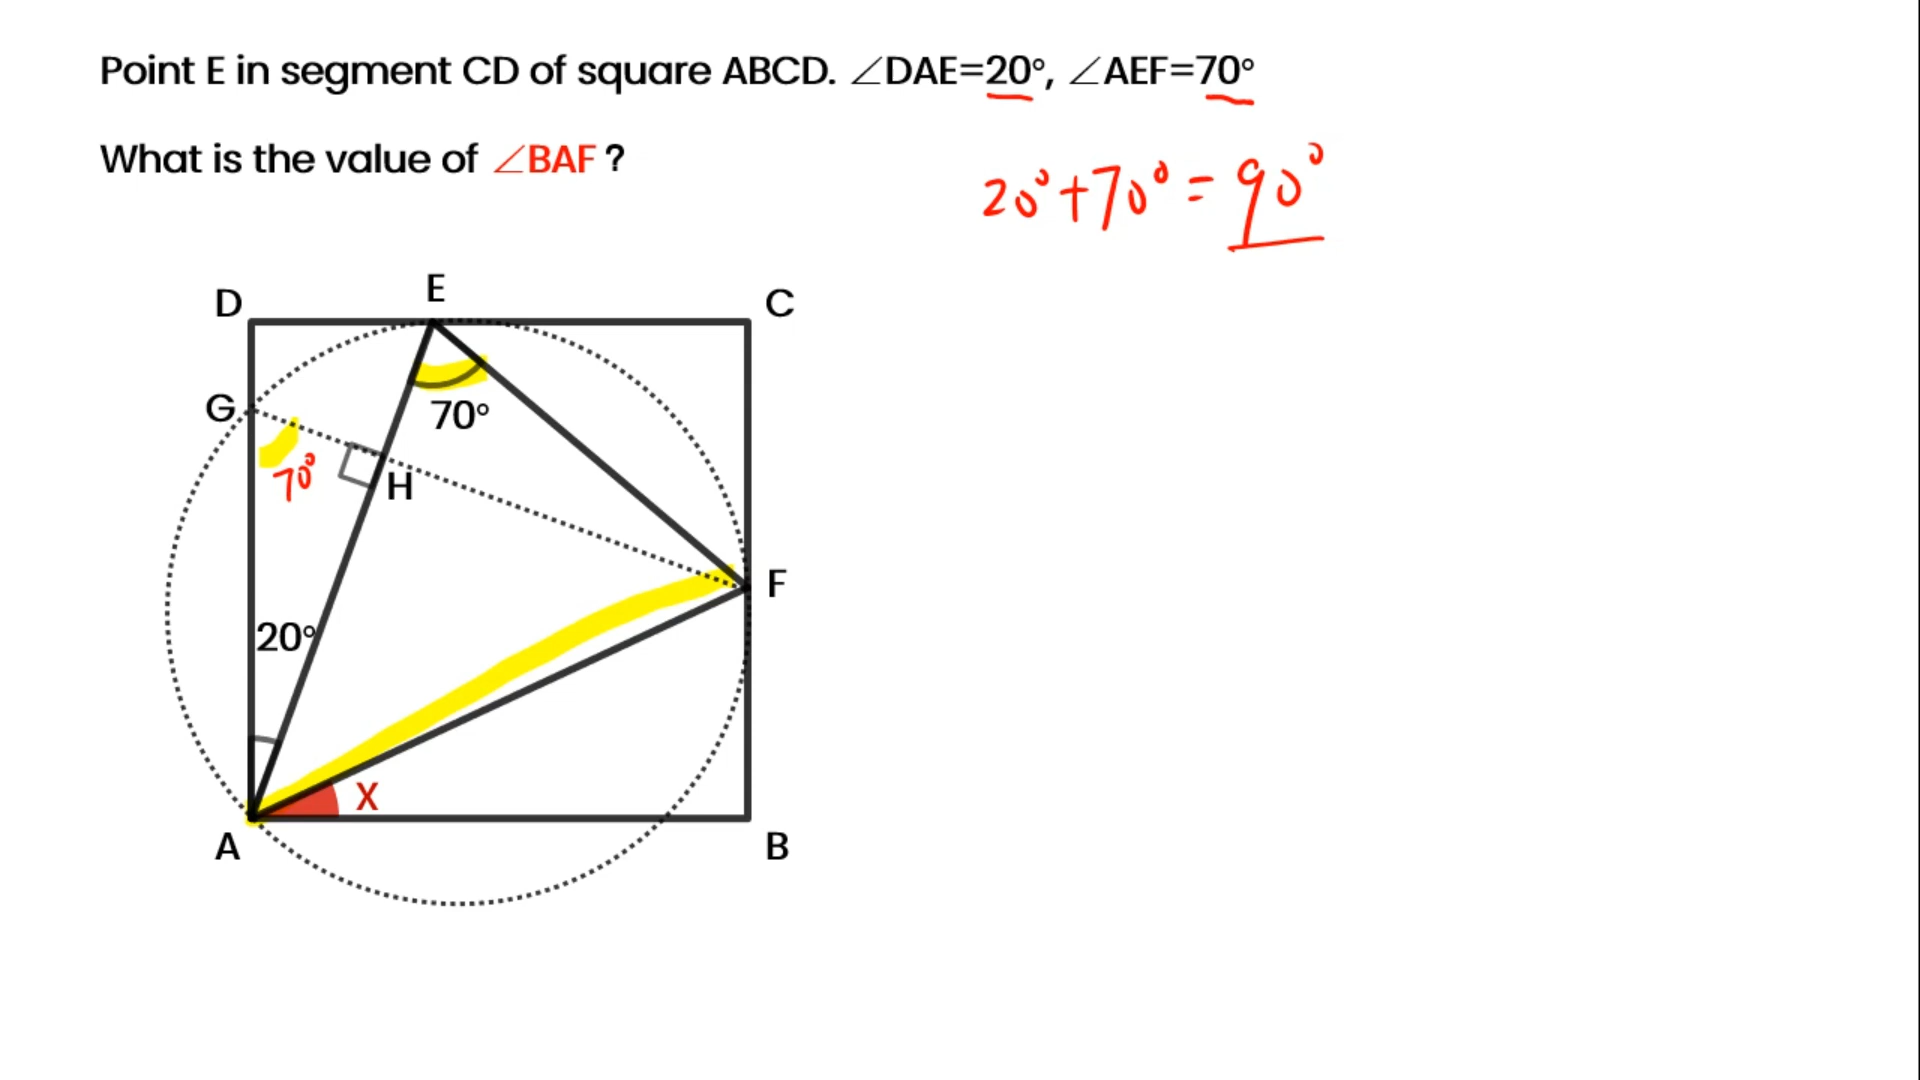 Point E in segment CD of square ABCD. ∠DAE=20°, ∠AEF=70°
What is the value of ∠BAF ?
20°+70°=90°
E
D
C
G
70°
70°
H
F
20°
X
A
B